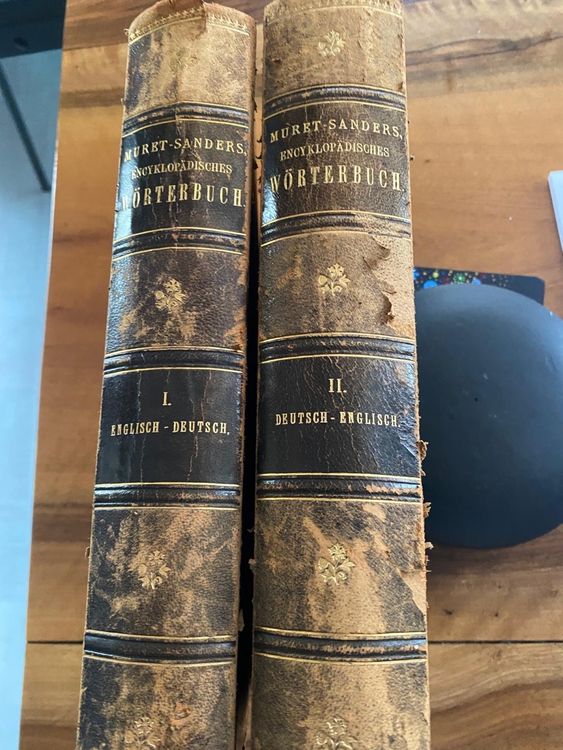 MURET-SANDERS,
ENCYKLOPÄDISCHES
WÖRTERBUCH.
I.
ENGLISCH - DEUTSCH.
MURET-SANDERS,
ENCYKLOPÄDISCHES
WÖRTERBUCH.
II.
DEUTSCH - ENGLISCH.